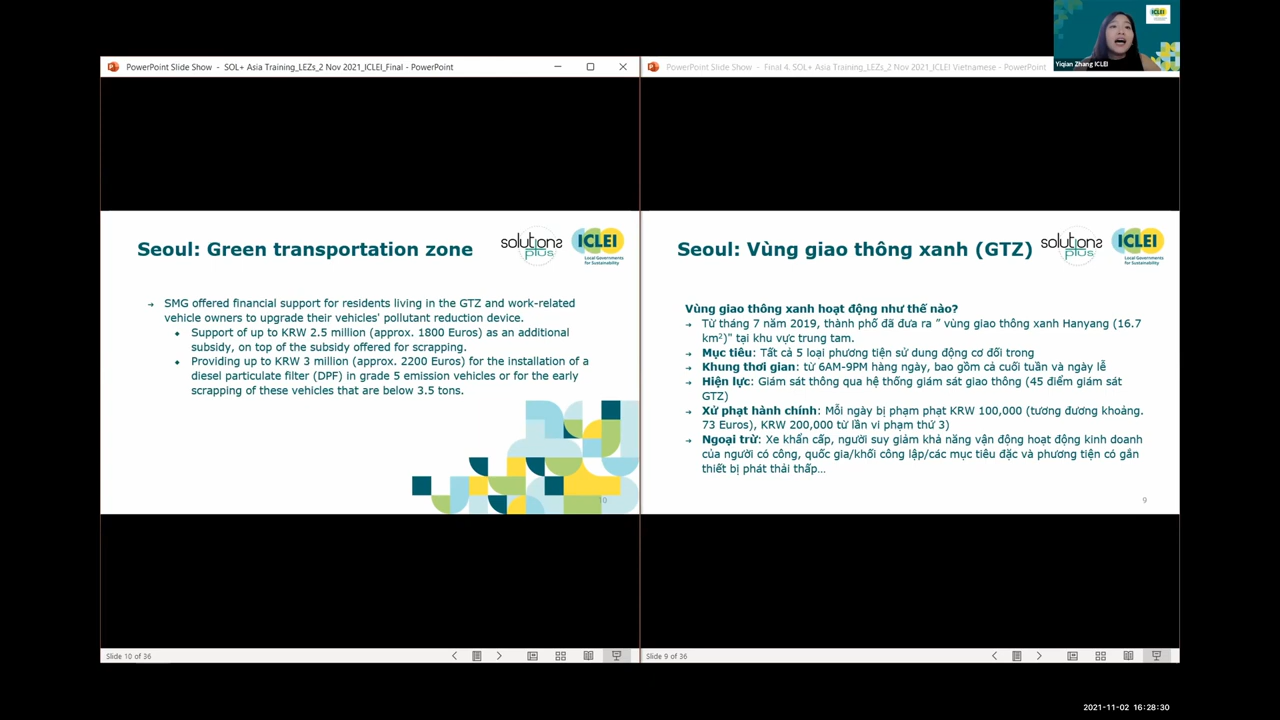 PowerPoint Slide Show - SOL+ Asia Training_LEZs_2 Nov 2021_ICLEI_Final - PowerPoint
PowerPoint Slide Show - Final 4. SOL+ Asia Training_LEZs_2 Nov 2021_ICLEI Vietnamese - PowerPoint
ICLEI
Yiqian Zhang ICLEI
Seoul: Green transportation zone
solutions
plus
ICLEI
Local Governments
for Sustainability
→ SMG offered financial support for residents living in the GTZ and work-related
vehicle owners to upgrade their vehicles' pollutant reduction device.
◆ Support of up to KRW 2.5 million (approx. 1800 Euros) as an additional
subsidy, on top of the subsidy offered for scrapping.
◆ Providing up to KRW 3 million (approx. 2200 Euros) for the installation of a
diesel particulate filter (DPF) in grade 5 emission vehicles or for the early
scrapping of these vehicles that are below 3.5 tons.
10
Seoul: Vùng giao thông xanh (GTZ)
solutions
plus
ICLEI
Local Governments
for Sustainability
Vùng giao thông xanh hoạt động như thế nào?
→ Từ tháng 7 năm 2019, thành phố đã đưa ra " vùng giao thông xanh Hanyang (16.7
km²)" tại khu vực trung tam.
→ Mục tiêu: Tất cả 5 loại phương tiện sử dung động cơ đối trong
→ Khung thơi gian: từ 6AM-9PM hàng ngày, bao gồm cả cuối tuần và ngày lễ
→ Hiện lực: Giám sát thông qua hệ thống giám sát giao thông (45 điểm giám sát
GTZ)
→ Xử phạt hành chính: Mỗi ngày bị phạm phạt KRW 100,000 (tương đương khoảng.
73 Euros), KRW 200,000 từ lần vi phạm thứ 3)
→ Ngoại trừ: Xe khẩn cấp, người suy giảm khả năng vận động hoạt động kinh doanh
của người có công, quốc gia/khối công lập/các mục tiêu đặc và phương tiện có gắn
thiết bị phát thải thấp...
9
Slide 10 of 36
Slide 9 of 36
2021-11-02 16:28:30